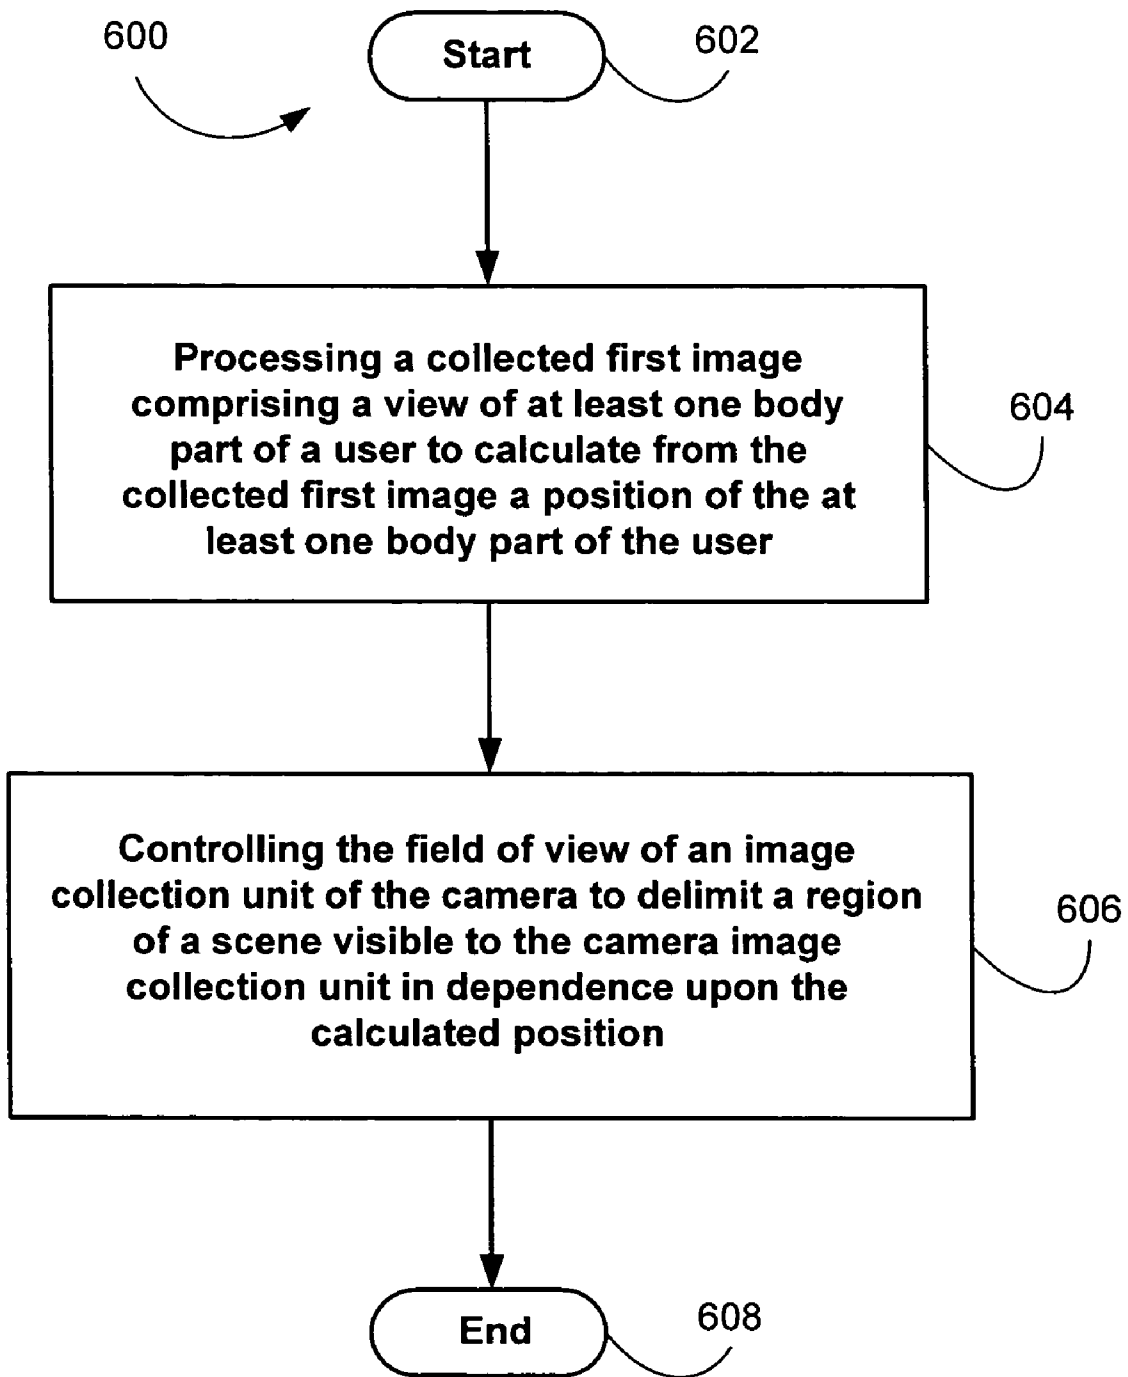 600
Start
602
Processing a collected first image
comprising a view of at least one body
part of a user to calculate from the
collected first image a position of the at
least one body part of the user
604
Controlling the field of view of an image
collection unit of the camera to delimit a region
of a scene visible to the camera image
collection unit in dependence upon the
calculated position
606
End
608